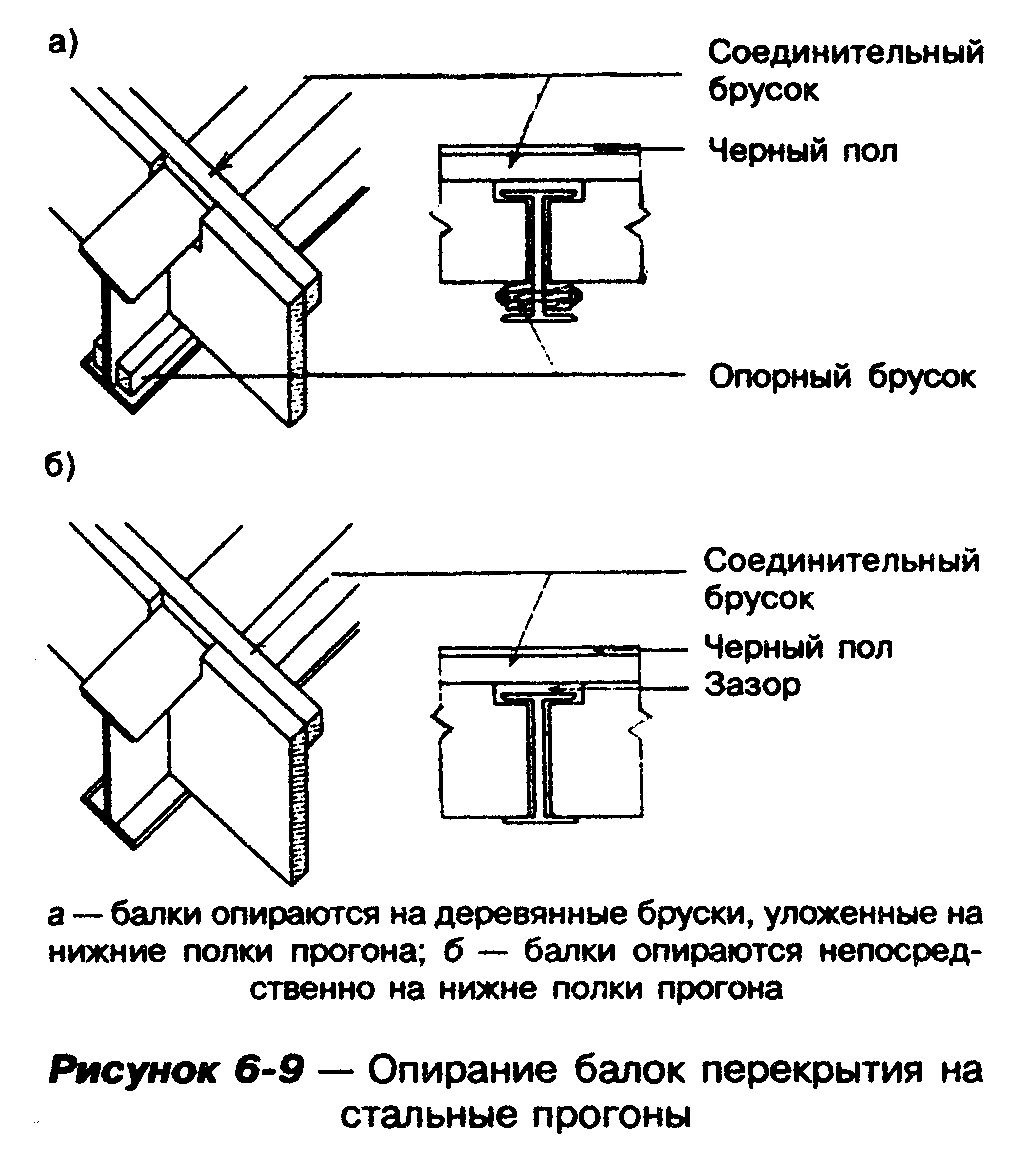 а)
Соединительный
брусок
Черный пол
Опорный брусок
б)
Соединительный
брусок
Черный пол
Зазор
а — балки опираются на деревянные бруски, уложенные на
нижние полки прогона; б — балки опираются непосред-
ственно на нижне полки прогона
Рисунок 6-9 — Опирание балок перекрытия на
стальные прогоны